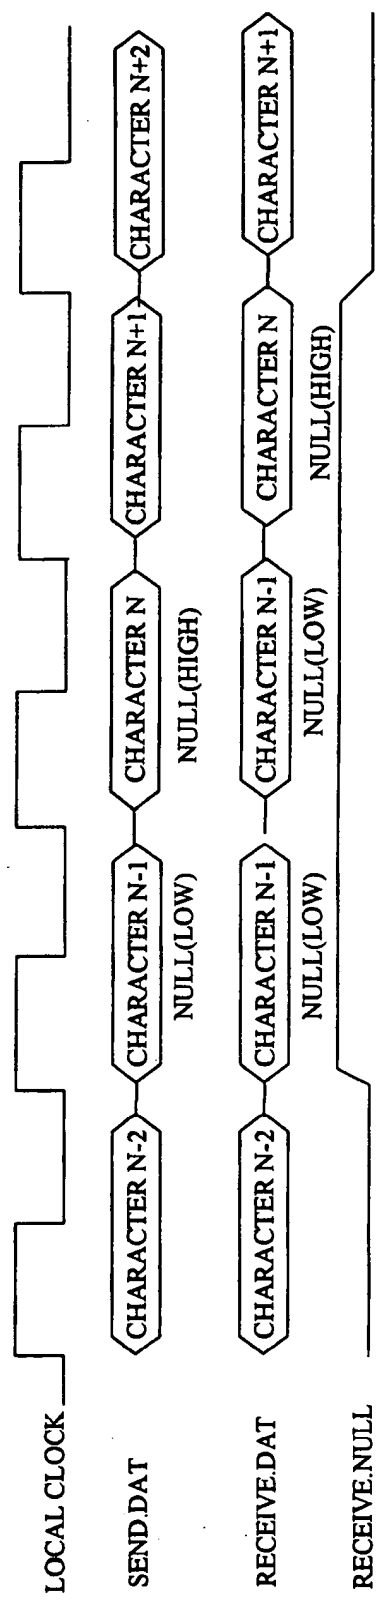 LOCAL CLOCK
SEND.DAT
CHARACTER N-2
CHARACTER N-1
CHARACTER N
CHARACTER N+1
CHARACTER N+2
NULL(LOW)
NULL(HIGH)
RECEIVE.DAT
CHARACTER N-2
CHARACTER N-1
CHARACTER N-1
CHARACTER N
CHARACTER N+1
NULL(LOW)
NULL(LOW)
NULL(HIGH)
RECEIVE.NULL